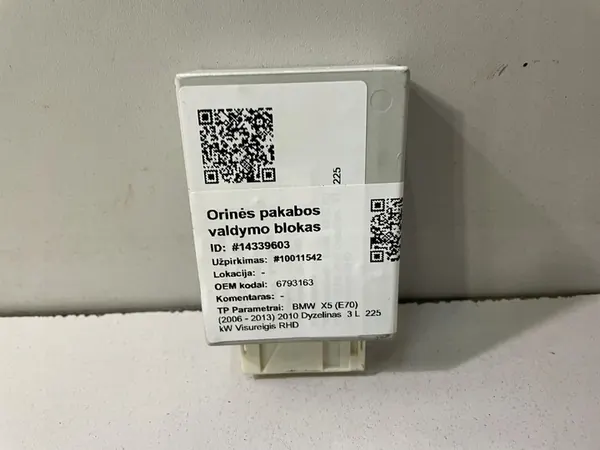 225
Orinės pakabos
valdymo blokas
ID: #14339603
Užpirkimas: #10011542
Lokacija: -
OEM kodai: 6793163
Komentaras: -
TP Parametrai: BMW X5 (E70)
(2006 - 2013) 2010 Dyzelinas 3 L 225
kW Visureigis RHD